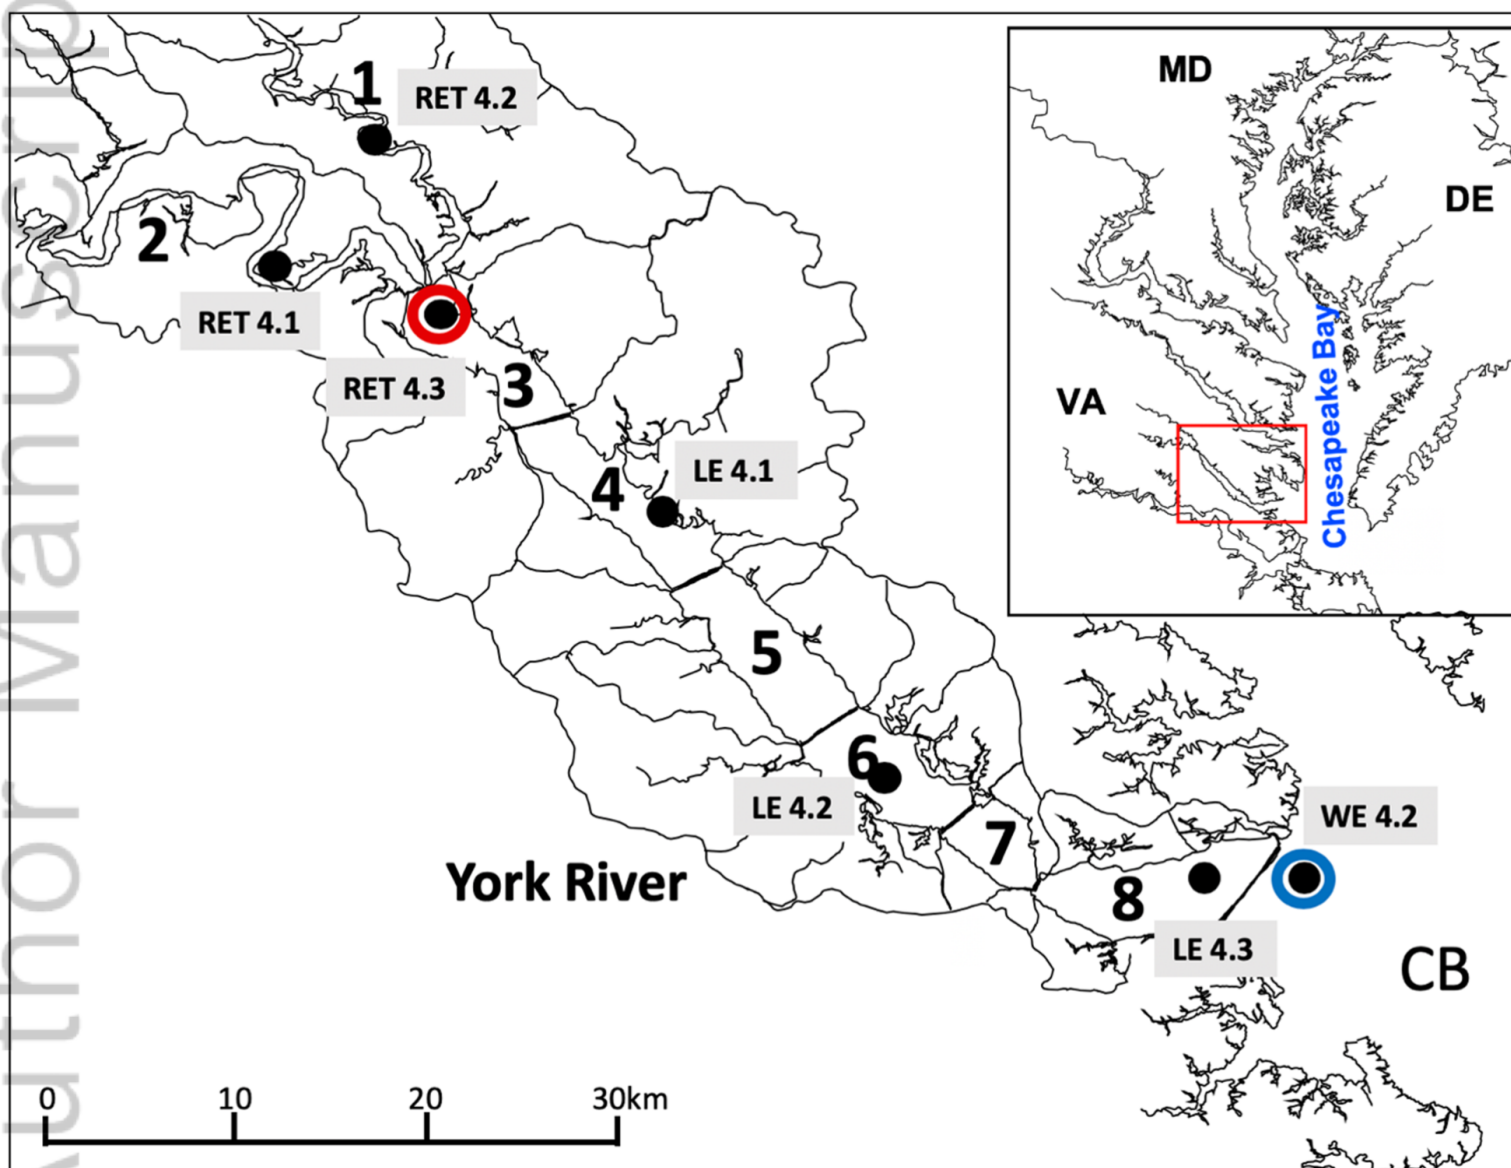 Author Manuscrip
1
RET 4.2
2
RET 4.1
RET 4.3
3
4
LE 4.1
5
6
LE 4.2
7
8
LE 4.3
WE 4.2
York River
CB
0 10 20 30km
MD
DE
VA
Chesapeake Bay